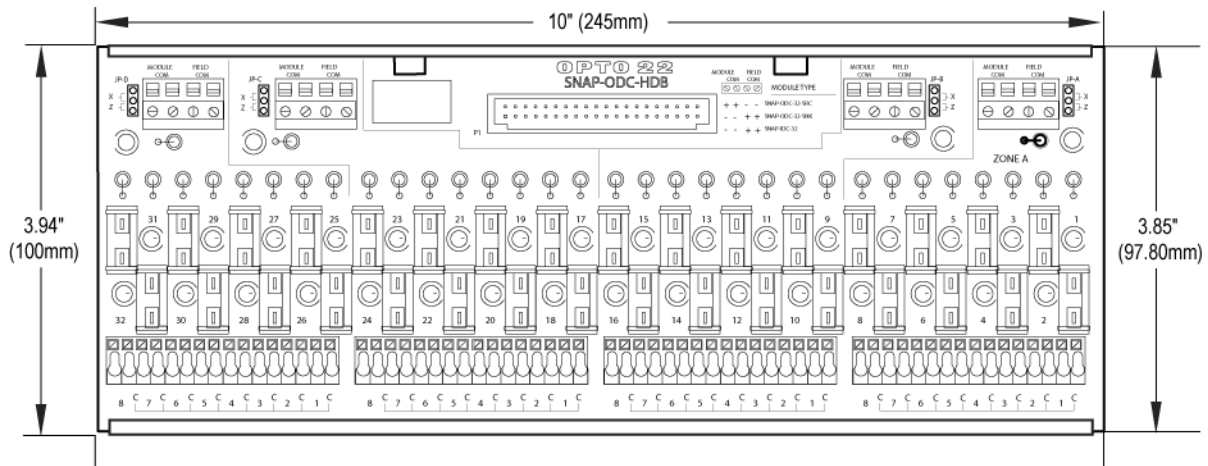 10" (245mm)
3.94"
(100mm)
3.85"
(97.80mm)
OPTO 22
SNAP-ODC-HDB
JP-D
MODULE COM FIELD COM
X
Z
JP-C
MODULE COM FIELD COM
X
Z
P1
MODULE COM FIELD COM MODULE TYPE
+ + - - SNAP-ODC-32-SRC
- - + + SNAP-ODC-32-SNK
- - + + SNAP-IDC-32
MODULE COM FIELD COM
JP-B
X
Z
MODULE COM FIELD COM
JP-A
X
Z
ZONE A
31 29 27 25 23 21 19 17 15 13 11 9 7 5 3 1
32 30 28 26 24 22 20 18 16 14 12 10 8 6 4 2
8 C 7 C 6 C 5 C 4 C 3 C 2 C 1 C
8 C 7 C 6 C 5 C 4 C 3 C 2 C 1 C
8 C 7 C 6 C 5 C 4 C 3 C 2 C 1 C
8 C 7 C 6 C 5 C 4 C 3 C 2 C 1 C